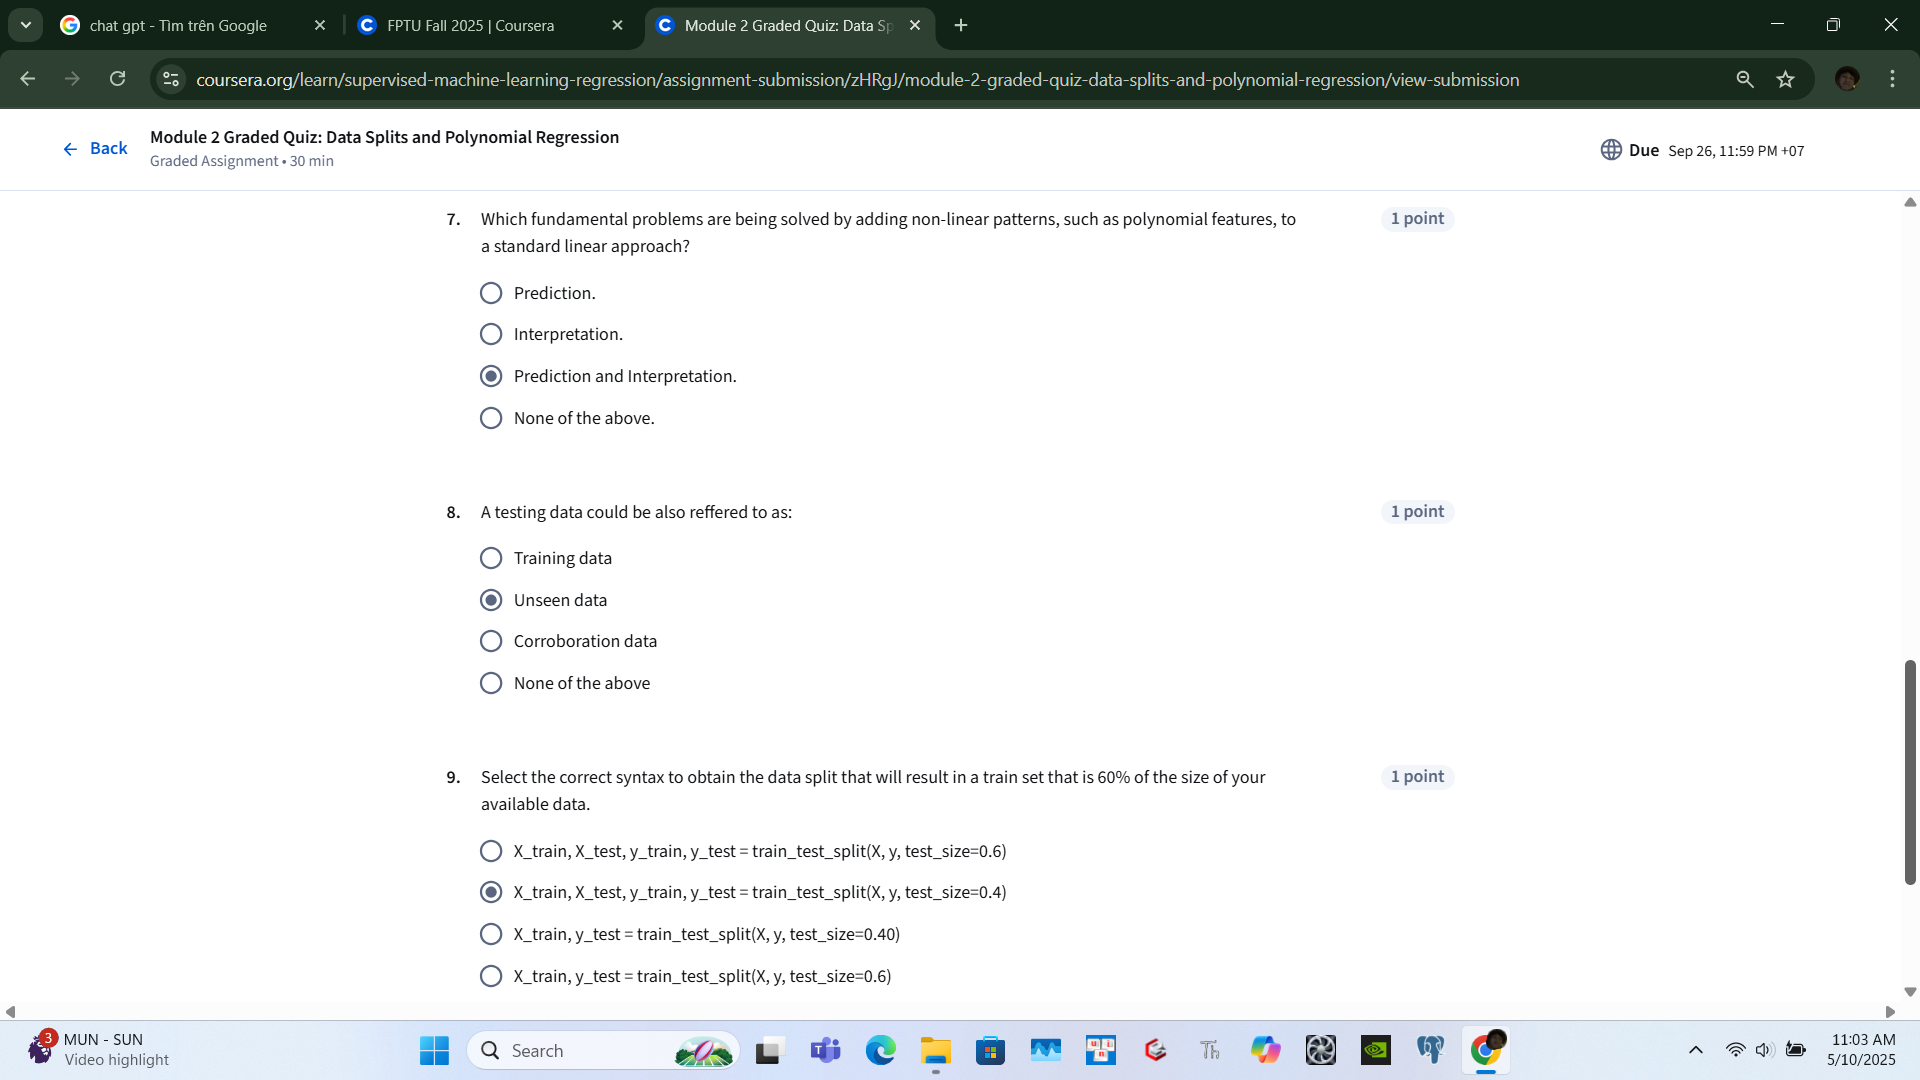 chat gpt - Tìm trên Google
FPTU Fall 2025 | Coursera
Module 2 Graded Quiz: Data Sp
coursera.org/learn/supervised-machine-learning-regression/assignment-submission/zHRgJ/module-2-graded-quiz-data-splits-and-polynomial-regression/view-submission
Back
Module 2 Graded Quiz: Data Splits and Polynomial Regression
Graded Assignment • 30 min
Due Sep 26, 11:59 PM +07
7. Which fundamental problems are being solved by adding non-linear patterns, such as polynomial features, to
a standard linear approach?
1 point
Prediction.
Interpretation.
Prediction and Interpretation.
None of the above.
8. A testing data could be also reffered to as:
1 point
Training data
Unseen data
Corroboration data
None of the above
9. Select the correct syntax to obtain the data split that will result in a train set that is 60% of the size of your
available data.
1 point
X_train, X_test, y_train, y_test = train_test_split(X, y, test_size=0.6)
X_train, X_test, y_train, y_test = train_test_split(X, y, test_size=0.4)
X_train, y_test = train_test_split(X, y, test_size=0.40)
X_train, y_test = train_test_split(X, y, test_size=0.6)
3
MUN - SUN
Video highlight
Search
Th
11:03 AM
5/10/2025